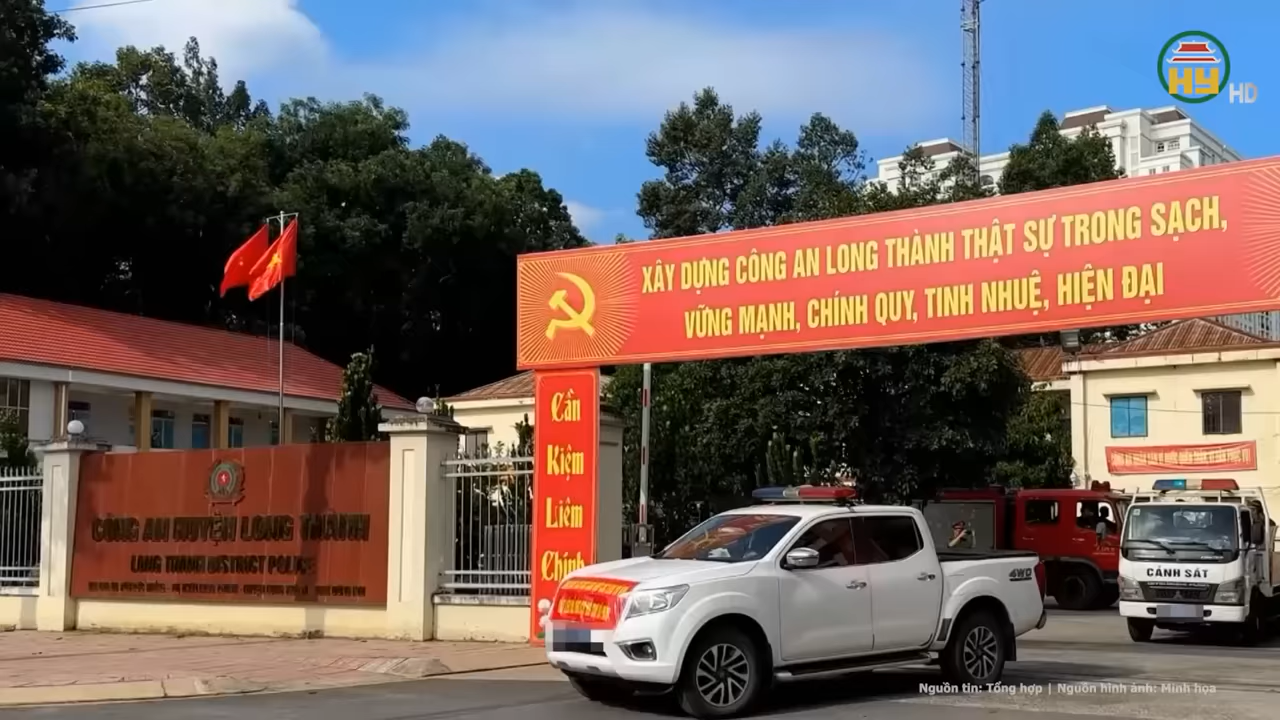 HY HD
XÂY DỰNG CÔNG AN LONG THÀNH THẬT SỰ TRONG SẠCH,
VỮNG MẠNH, CHÍNH QUY, TINH NHUỆ, HIỆN ĐẠI
Cần
Kiệm
Liêm
Chính
CÔNG AN HUYỆN LONG THÀNH
LONG THANH DISTRICT POLICE
4WD
CẢNH SÁT
Nguồn tin: Tổng hợp | Nguồn hình ảnh: Minh họa